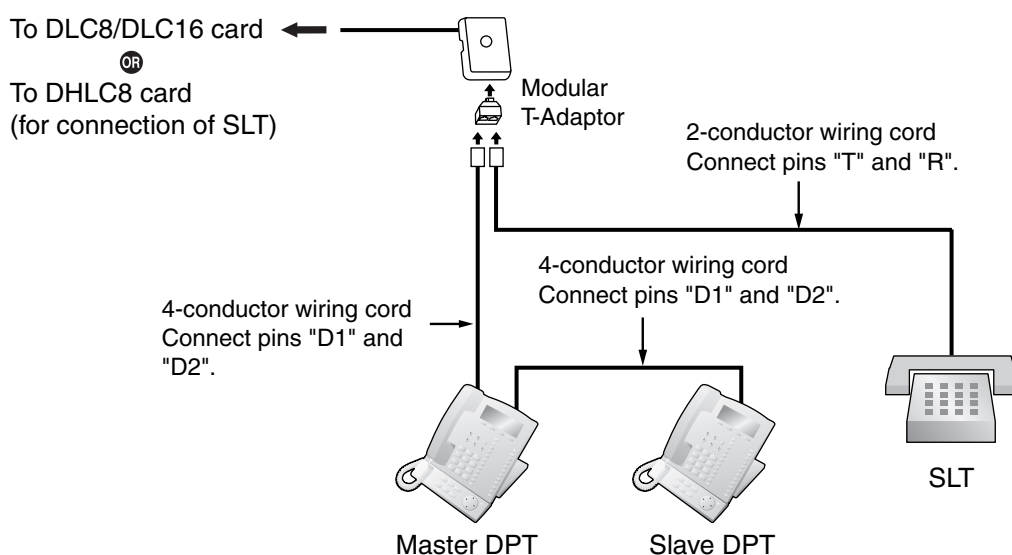 To DLC8/DLC16 card
OR
To DHLC8 card
(for connection of SLT)
Modular
T-Adaptor
2-conductor wiring cord
Connect pins "T" and "R".
4-conductor wiring cord
Connect pins "D1" and "D2".
4-conductor wiring cord
Connect pins "D1" and
"D2".
SLT
Master DPT
Slave DPT